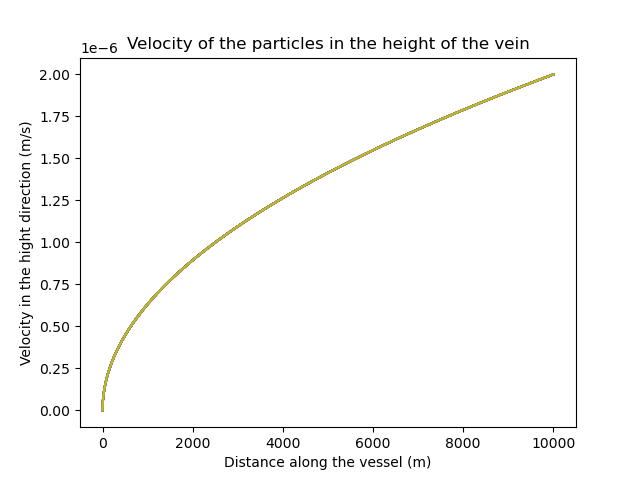 Velocity of the particles in the height of the vein
1e−6
2.00
1.75
1.50
1.25
1.00
0.75
0.50
0.25
0.00
Velocity in the hight direction (m/s)
0 2000 4000 6000 8000 10000
Distance along the vessel (m)